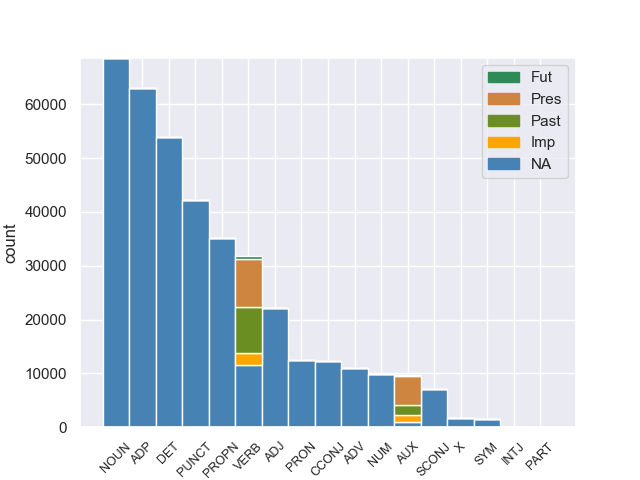 60000
50000
40000
30000
20000
10000
0
count
NOUN
ADP
DET
PUNCT
PROPN
VERB
ADJ
PRON
CCONJ
ADV
NUM
AUX
SCONJ
X
SYM
INTJ
PART
Fut
Pres
Past
Imp
NA